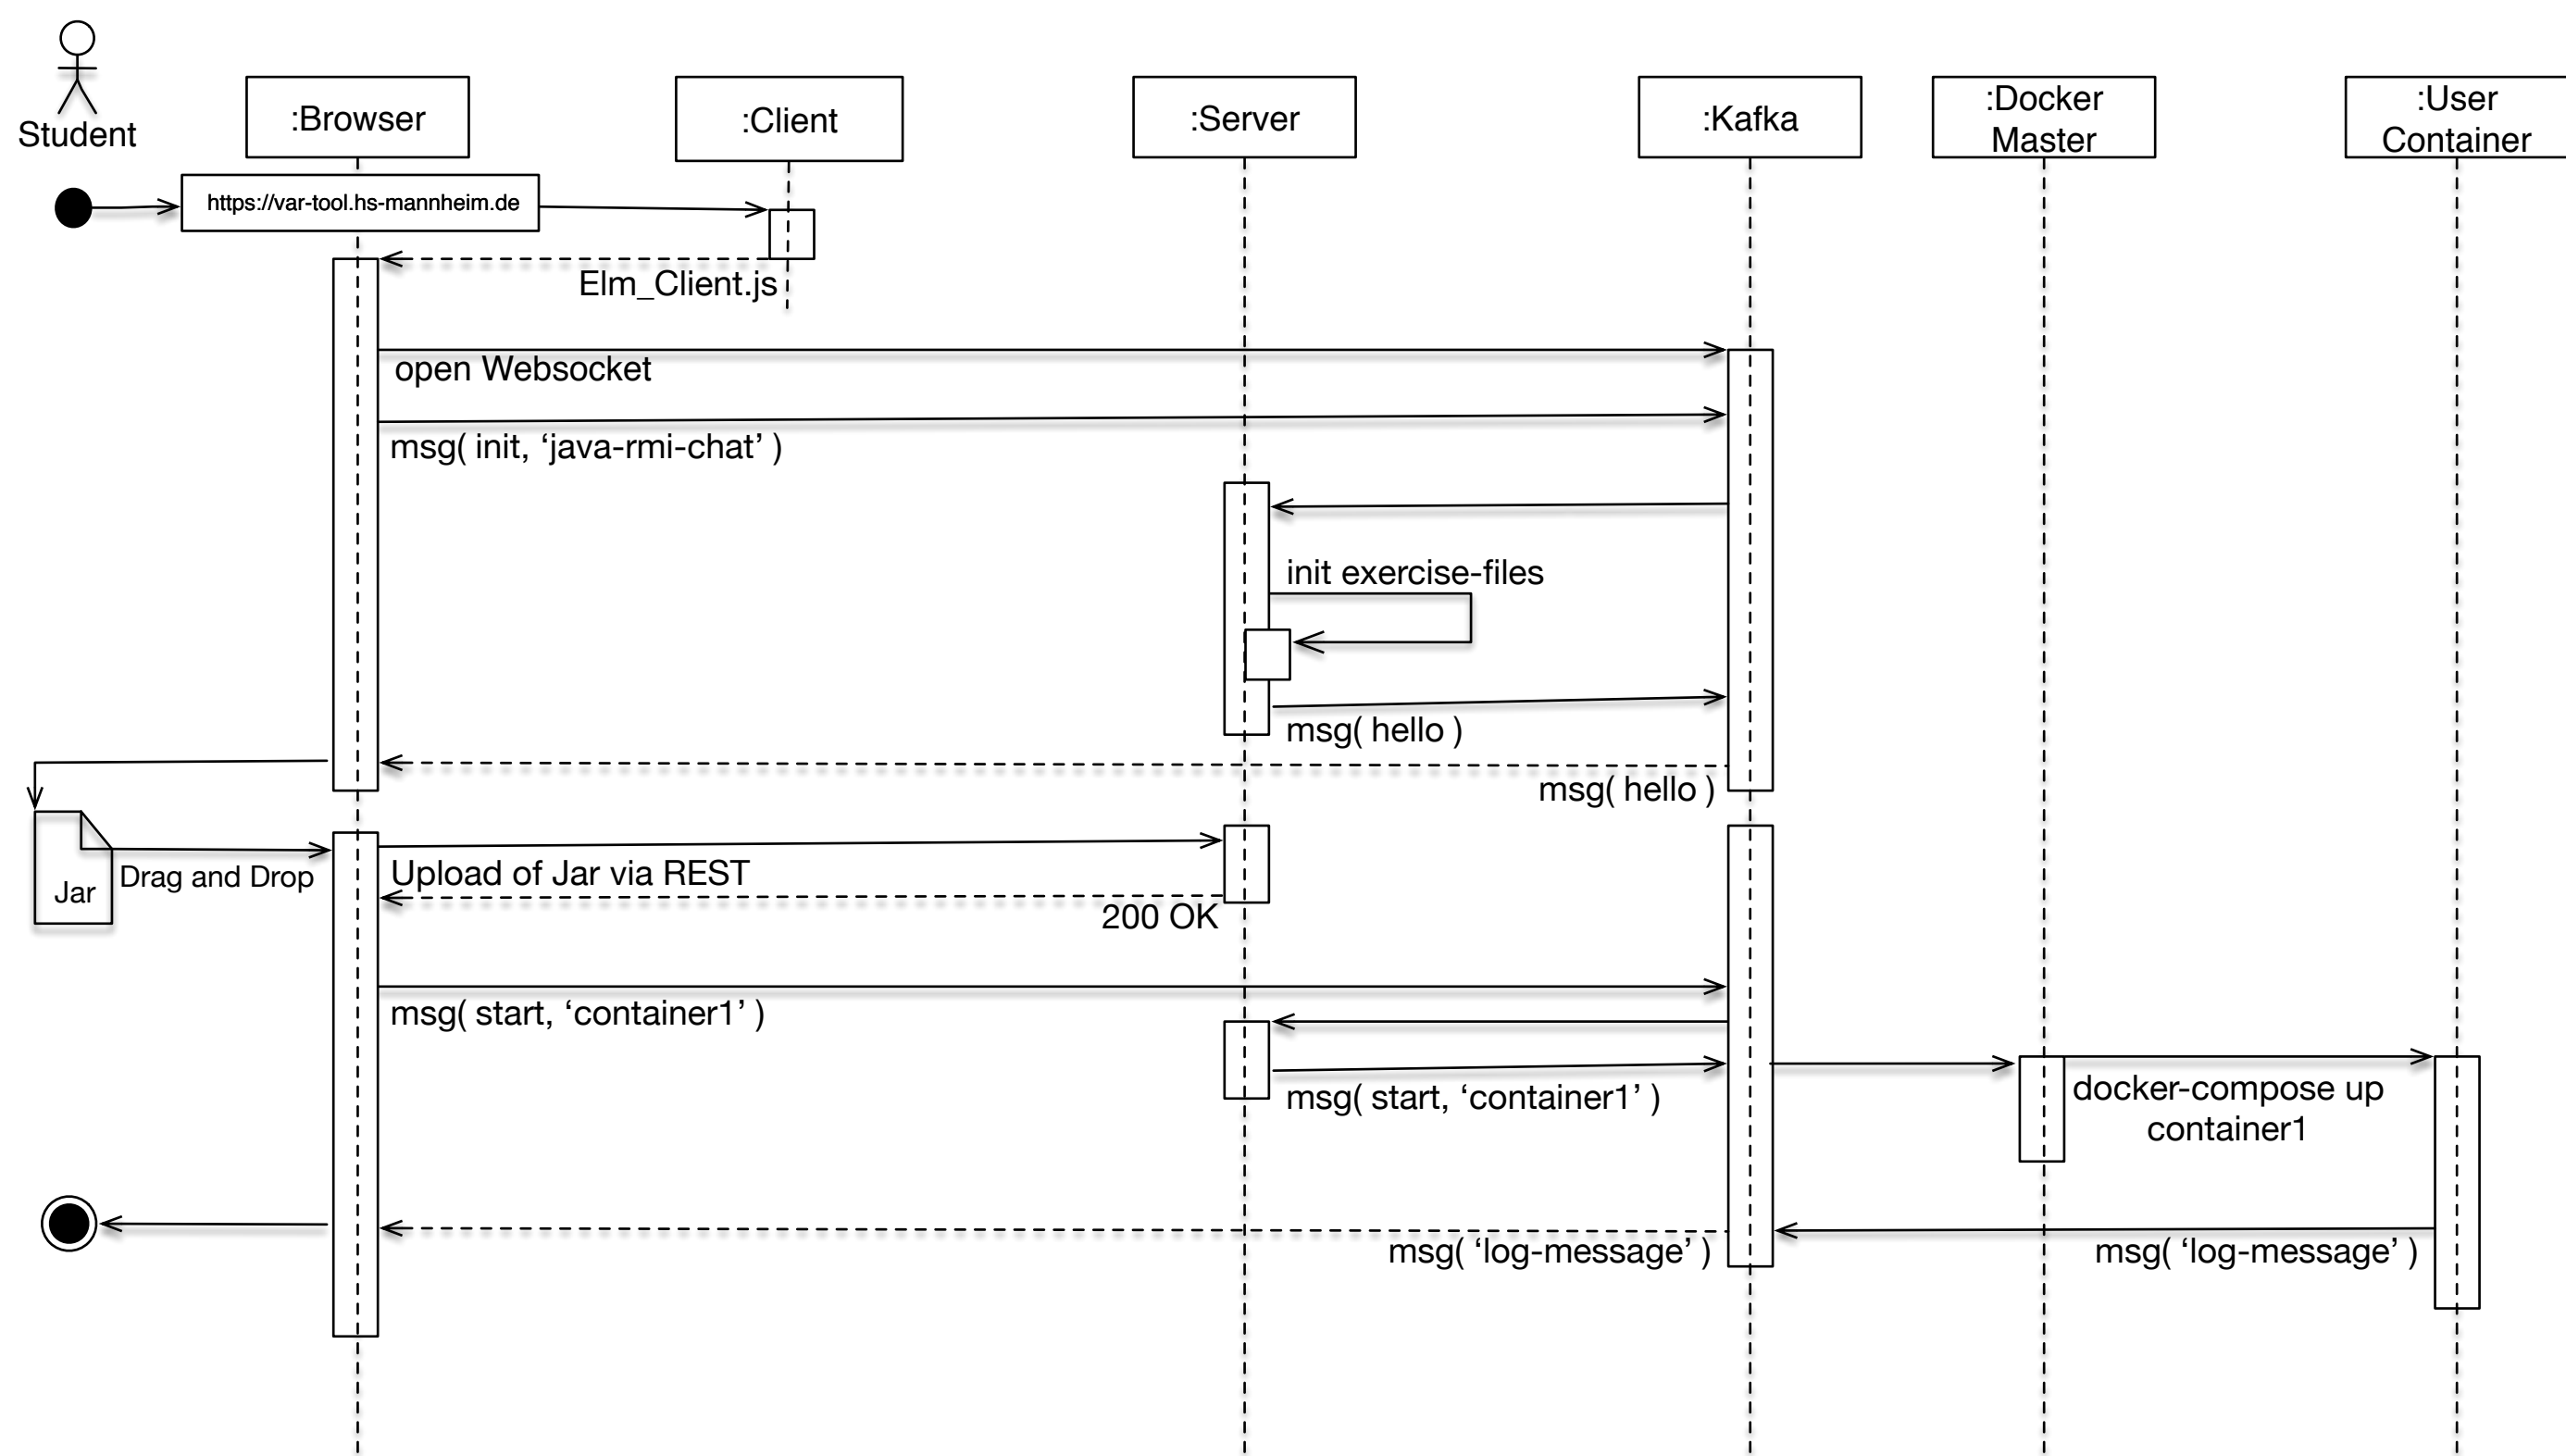 Student
:Browser
:Client
:Server
:Kafka
:Docker
Master
:User
Container
https://var-tool.hs-mannheim.de
Elm_Client.js
open Websocket
msg( init, ‘java-rmi-chat’ )
init exercise-files
msg( hello )
msg( hello )
Jar
Drag and Drop
Upload of Jar via REST
200 OK
msg( start, ‘container1’ )
msg( start, ‘container1’ )
docker-compose up
container1
msg( ‘log-message’ )
msg( ‘log-message’ )